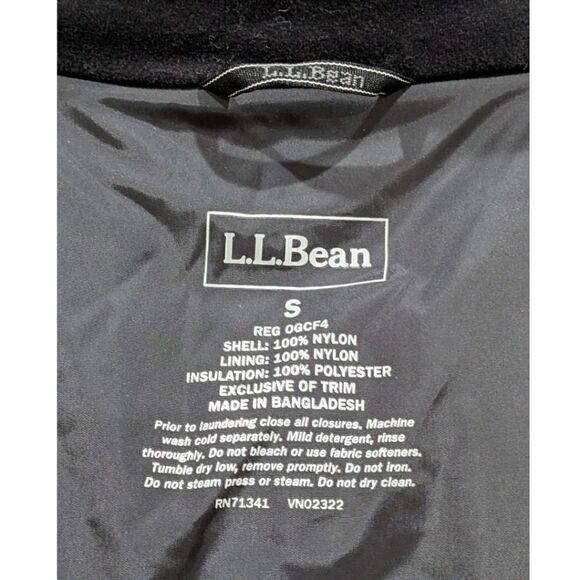 L.L.Bean
L.L.Bean
S
REG 0GCF4
SHELL: 100% NYLON
LINING: 100% NYLON
INSULATION: 100% POLYESTER
EXCLUSIVE OF TRIM
MADE IN BANGLADESH
Prior to laundering close all closures. Machine
wash cold separately. Mild detergent, rinse
thoroughly. Do not bleach or use fabric softeners.
Tumble dry low, remove promptly. Do not iron.
Do not steam press or steam. Do not dry clean.
RN71341 VN02322